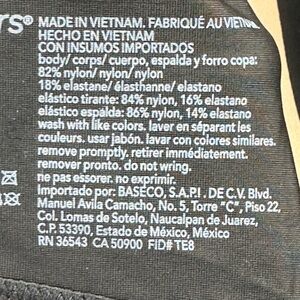 rs®
MADE IN VIETNAM. FABRIQUÉ AU VIETNAM
HECHO EN VIETNAM
CON INSUMOS IMPORTADOS
body/ corps/ cuerpo, espalda y forro copa:
82% nylon/ nylon/ nylon
18% elastane/ élasthanne/ elastano
elástico tirante: 84% nylon, 16% elastano
elástico espalda: 86% nylon, 14% elastano
wash with like colors. laver en séparant les
couleurs. usar jabón. lavar con colores similares.
remove promptly. retirer immédiatement.
remover pronto. do not wring.
ne pas essorer. no exprimir.
Importado por: BASECO, S.A.P.I . DE C.V. Blvd.
Manuel Avila Camacho, No. 5, Torre "C", Piso 22,
Col. Lomas de Sotelo, Naucalpan de Juarez,
C.P. 53390, Estado de México, México
RN 36543 CA 50900 FID# TE8